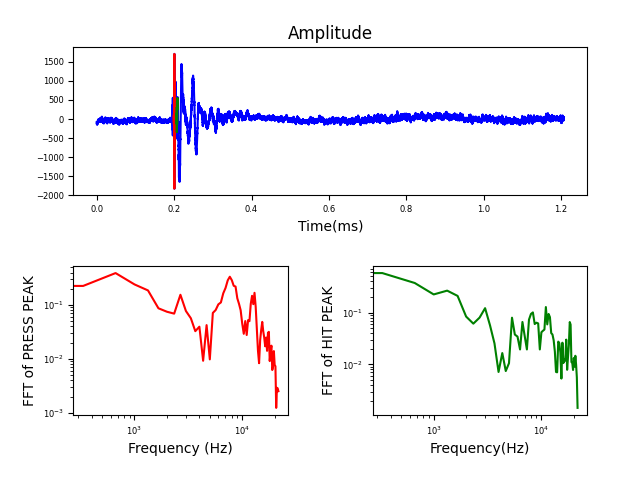 Amplitude
1500
1000
500
0
−500
−1000
−1500
−2000
0.0 0.2 0.4 0.6 0.8 1.0 1.2
Time(ms)
FFT of PRESS PEAK
10⁻¹
10⁻²
10⁻³
10³ 10⁴
Frequency (Hz)
FFT of HIT PEAK
10⁻¹
10⁻²
10³ 10⁴
Frequency(Hz)